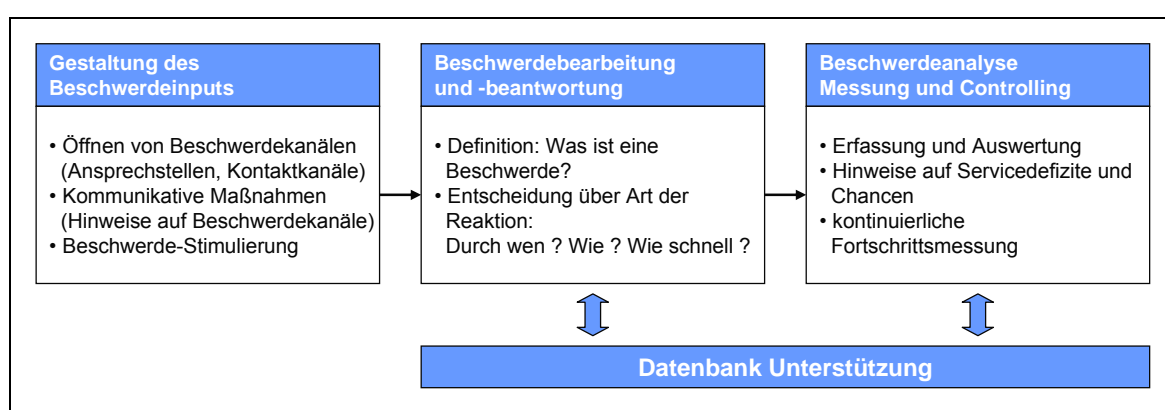 Gestaltung des
Beschwerdeinputs
• Öffnen von Beschwerdekanälen
(Ansprechstellen, Kontaktkanäle)
• Kommunikative Maßnahmen
(Hinweise auf Beschwerdekanäle)
• Beschwerde-Stimulierung
Beschwerdebearbeitung
und -beantwortung
• Definition: Was ist eine
Beschwerde?
• Entscheidung über Art der
Reaktion:
Durch wen ? Wie ? Wie schnell ?
Beschwerdeanalyse
Messung und Controlling
• Erfassung und Auswertung
• Hinweise auf Servicedefizite und
Chancen
• kontinuierliche
Fortschrittsmessung
Datenbank Unterstützung